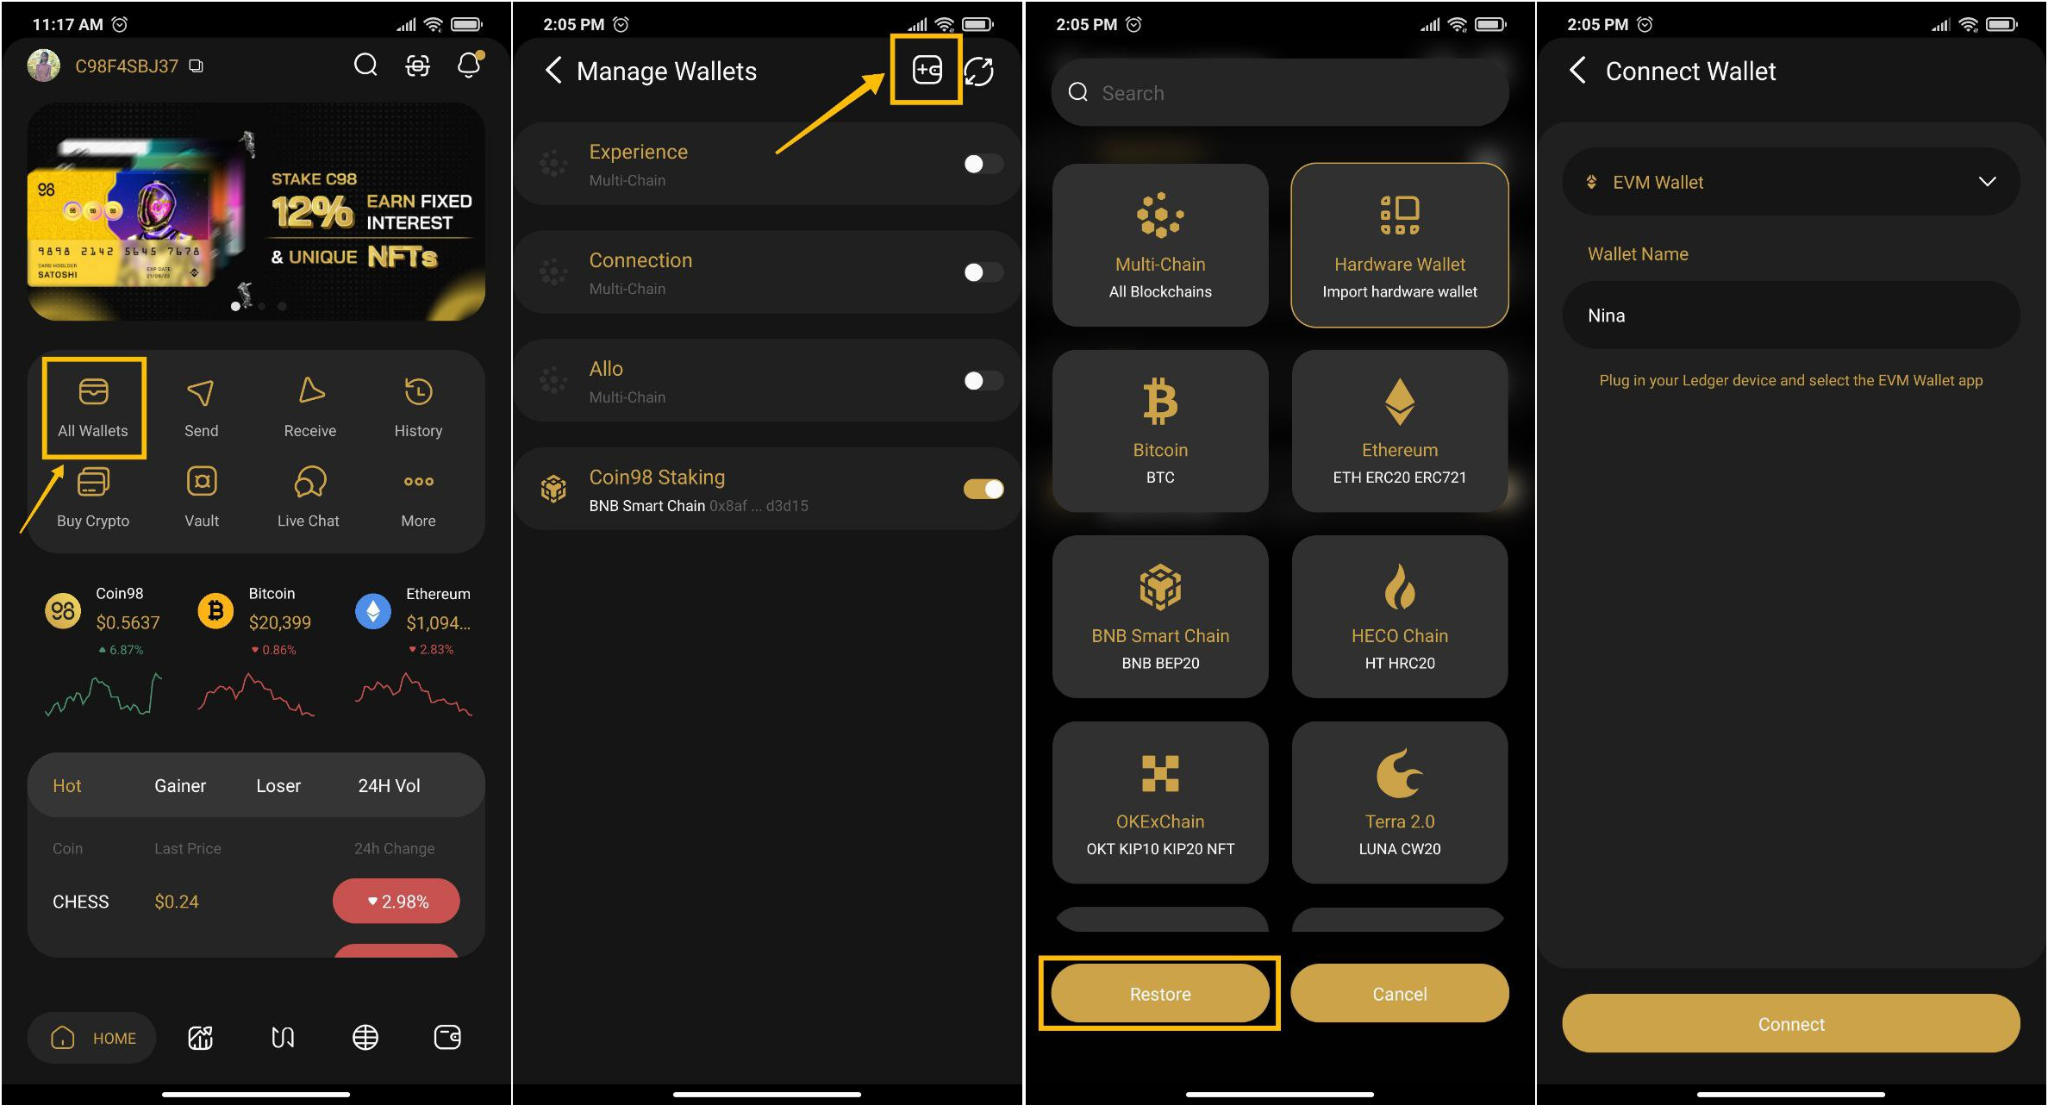 11:17 AM
C98F4SBJ37
98
9898 2142 5645 7678
SATOSHI
STAKE C98
12% EARN FIXED
INTEREST
& UNIQUE NFTs
All Wallets
Send
Receive
History
Buy Crypto
Vault
Live Chat
More
98
Coin98
$0.5637
6.87%
Bitcoin
$20,399
0.86%
Ethereum
$1,094...
2.83%
Hot
Gainer
Loser
24H Vol
Coin
Last Price
24h Change
CHESS
$0.24
2.98%
HOME
2:05 PM
Manage Wallets
Experience
Multi-Chain
Connection
Multi-Chain
Allo
Multi-Chain
Coin98 Staking
BNB Smart Chain 0x8af ... d3d15
2:05 PM
Search
Multi-Chain
All Blockchains
Hardware Wallet
Import hardware wallet
Bitcoin
BTC
Ethereum
ETH ERC20 ERC721
BNB Smart Chain
BNB BEP20
HECO Chain
HT HRC20
OKExChain
OKT KIP10 KIP20 NFT
Terra 2.0
LUNA CW20
Restore
Cancel
2:05 PM
Connect Wallet
EVM Wallet
Wallet Name
Nina
Plug in your Ledger device and select the EVM Wallet app
Connect